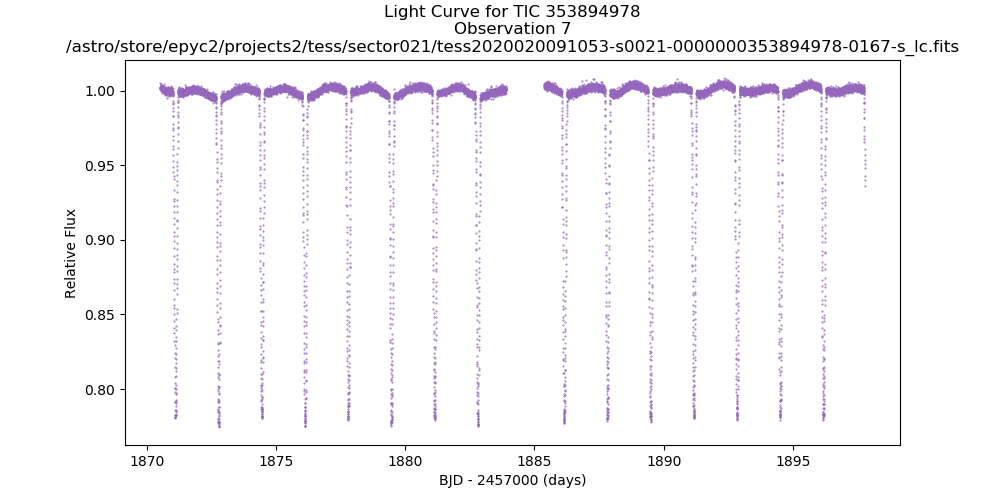 Light Curve for TIC 353894978
Observation 7
/astro/store/epyc2/projects2/tess/sector021/tess2020020091053-s0021-0000000353894978-0167-s_lc.fits
1.00
0.95
0.90
0.85
0.80
Relative Flux
1870 1875 1880 1885 1890 1895
BJD - 2457000 (days)